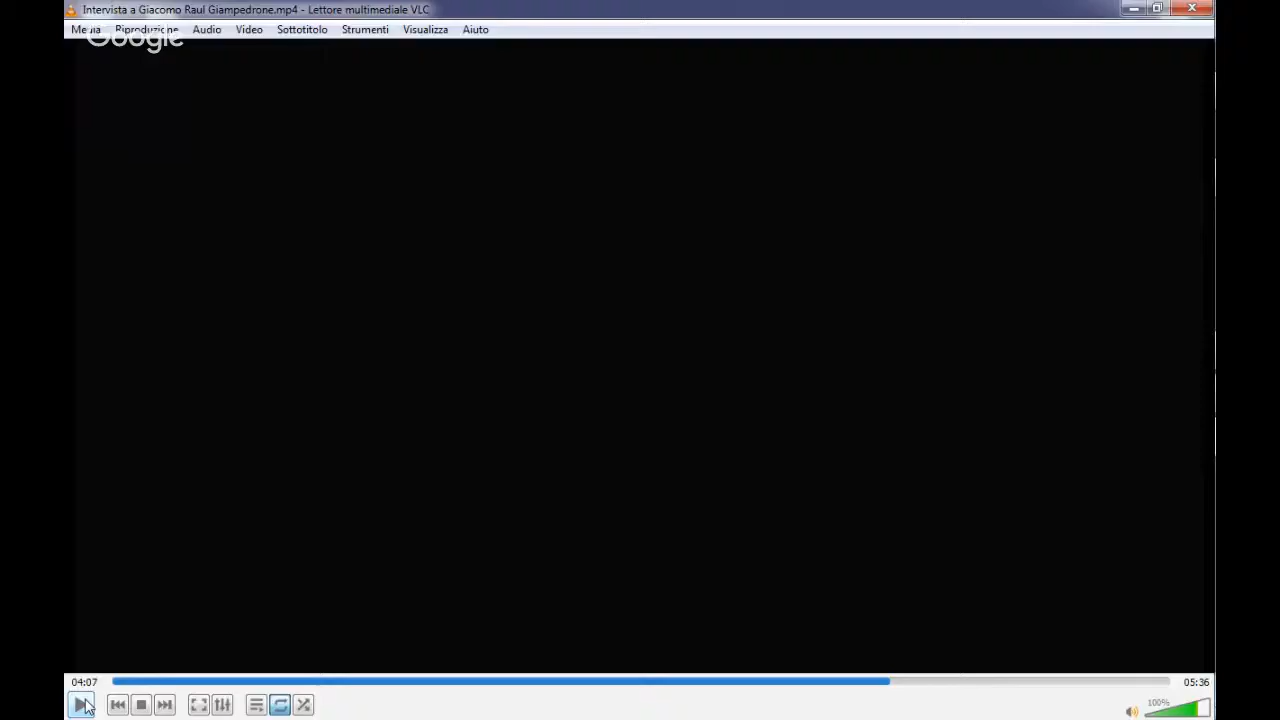 Intervista a Giacomo Raul Giampedrone.mp4 - Lettore multimediale VLC
Media Riproduzione Audio Video Sottotitolo Strumenti Visualizza Aiuto
Google
04:07 05:36
100%